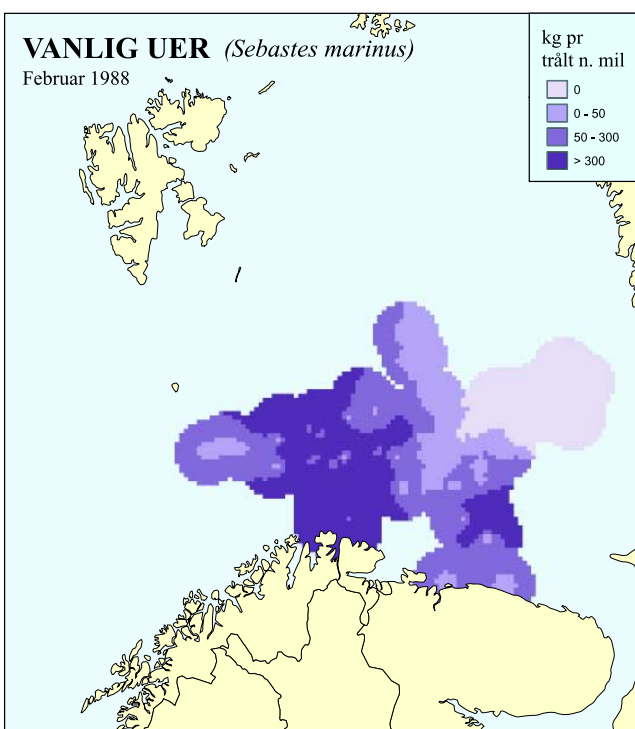 VANLIG UER (Sebastes marinus)
Februar 1988
kg pr
trålt n. mil
0
0 - 50
50 - 300
> 300